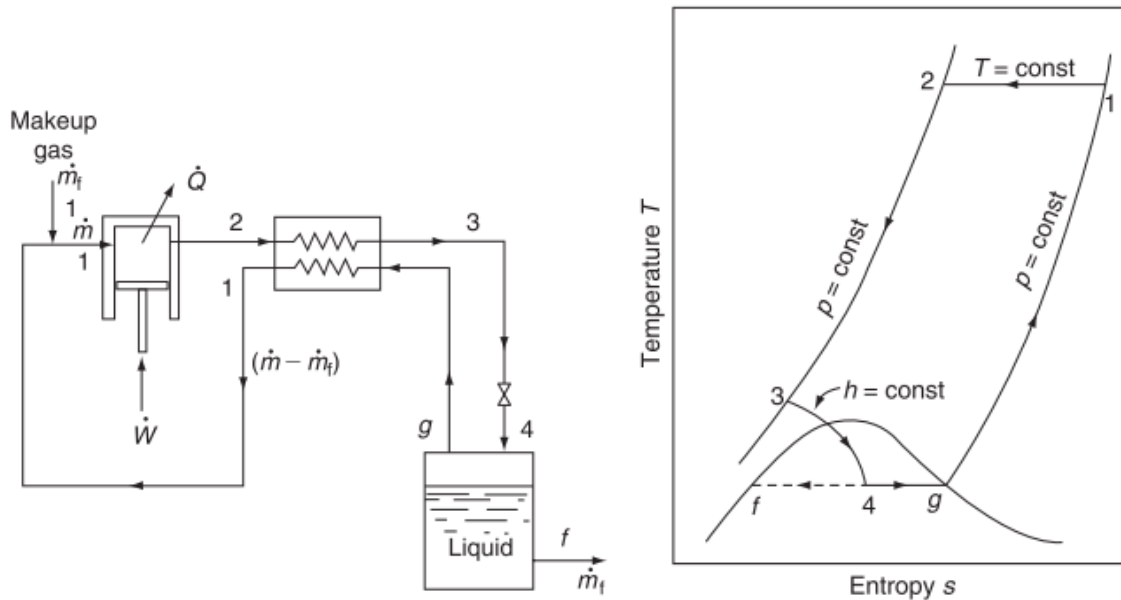 Makeup
gas
ṁf
Q̇
1
ṁ
1
2
3
1
(ṁ − ṁf)
Ẇ
g
4
Liquid
f
ṁf
Temperature T
2
T = const
1
p = const
p = const
3
h = const
f
4
g
Entropy s